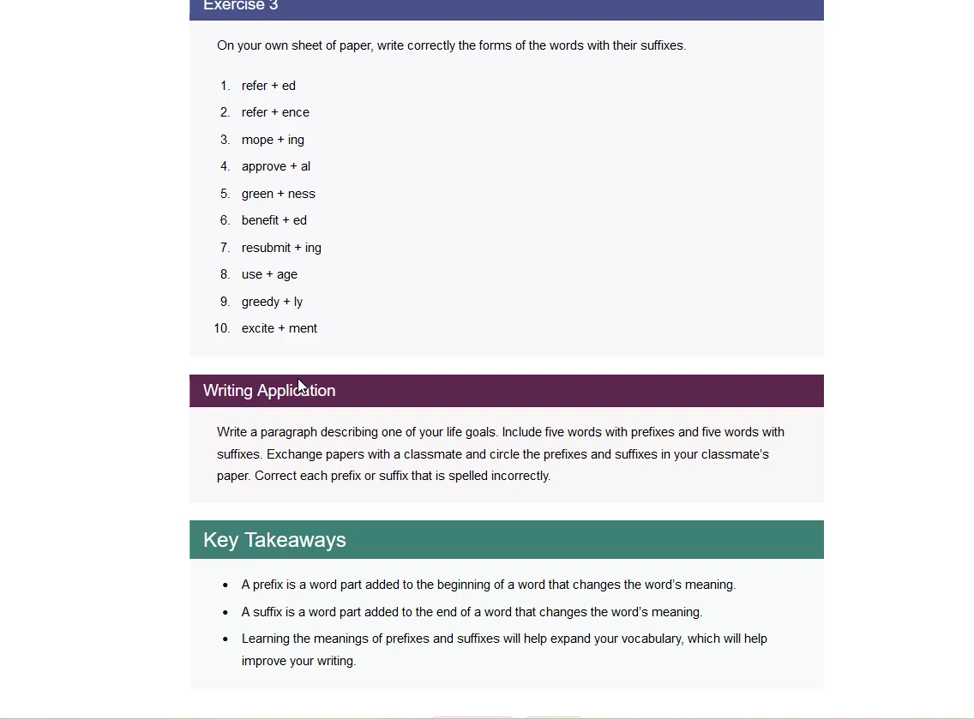 Exercise 3
On your own sheet of paper, write correctly the forms of the words with their suffixes.
1. refer + ed
2. refer + ence
3. mope + ing
4. approve + al
5. green + ness
6. benefit + ed
7. resubmit + ing
8. use + age
9. greedy + ly
10. excite + ment
Writing Application
Write a paragraph describing one of your life goals. Include five words with prefixes and five words with
suffixes. Exchange papers with a classmate and circle the prefixes and suffixes in your classmate’s
paper. Correct each prefix or suffix that is spelled incorrectly.
Key Takeaways
• A prefix is a word part added to the beginning of a word that changes the word’s meaning.
• A suffix is a word part added to the end of a word that changes the word’s meaning.
• Learning the meanings of prefixes and suffixes will help expand your vocabulary, which will help
improve your writing.